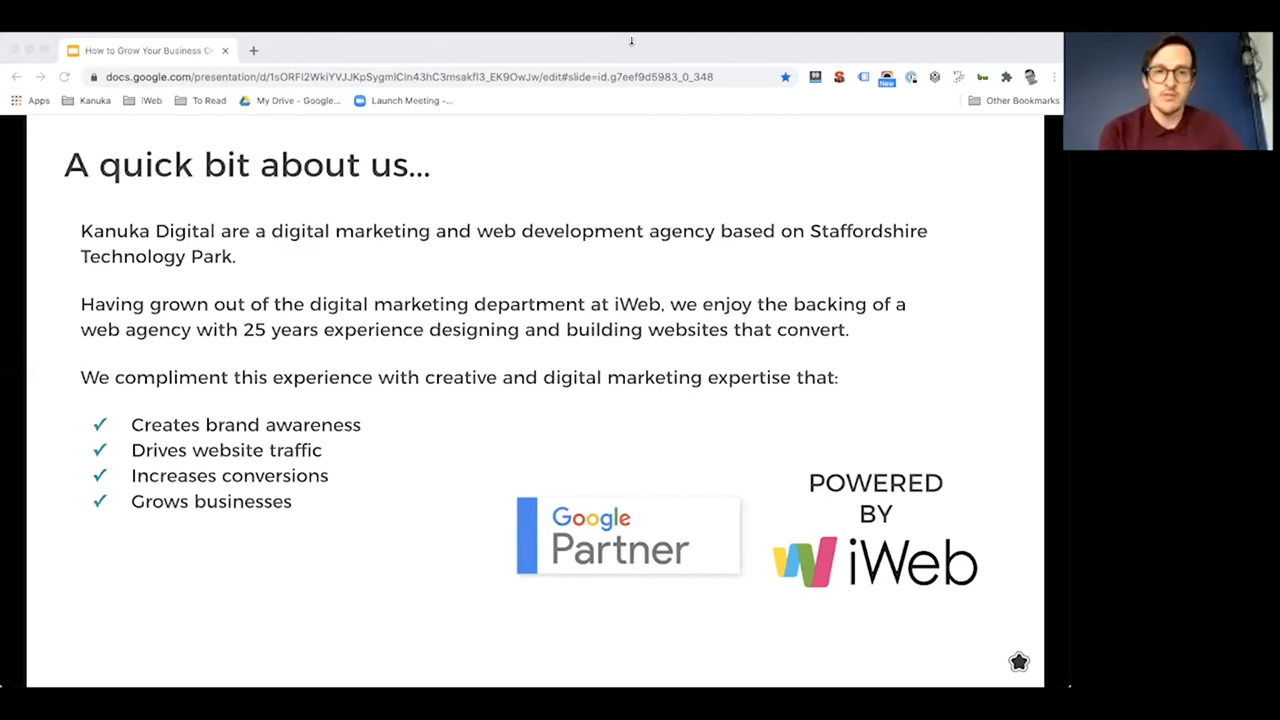 How to Grow Your Business O
docs.google.com/presentation/d/1sORFI2WkiYVJJKpSygmICIn43hC3msakfI3_EK9OwJw/edit#slide=id.g7eef9d5983_0_348
New
Apps Kanuka iWeb To Read My Drive - Google... Launch Meeting -... Other Bookmarks
A quick bit about us...
Kanuka Digital are a digital marketing and web development agency based on Staffordshire
Technology Park.
Having grown out of the digital marketing department at iWeb, we enjoy the backing of a
web agency with 25 years experience designing and building websites that convert.
We compliment this experience with creative and digital marketing expertise that:
✓ Creates brand awareness
✓ Drives website traffic
✓ Increases conversions
✓ Grows businesses
Google
Partner
POWERED
BY
iWeb